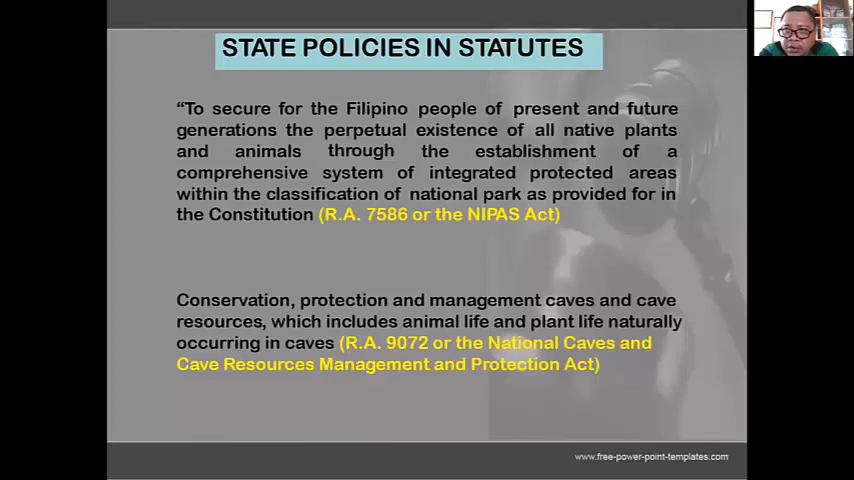 STATE POLICIES IN STATUTES
“To secure for the Filipino people of present and future
generations the perpetual existence of all native plants
and animals through the establishment of a
comprehensive system of integrated protected areas
within the classification of national park as provided for in
the Constitution (R.A. 7586 or the NIPAS Act)
Conservation, protection and management caves and cave
resources, which includes animal life and plant life naturally
occurring in caves (R.A. 9072 or the National Caves and
Cave Resources Management and Protection Act)
www.free-power-point-templates.com